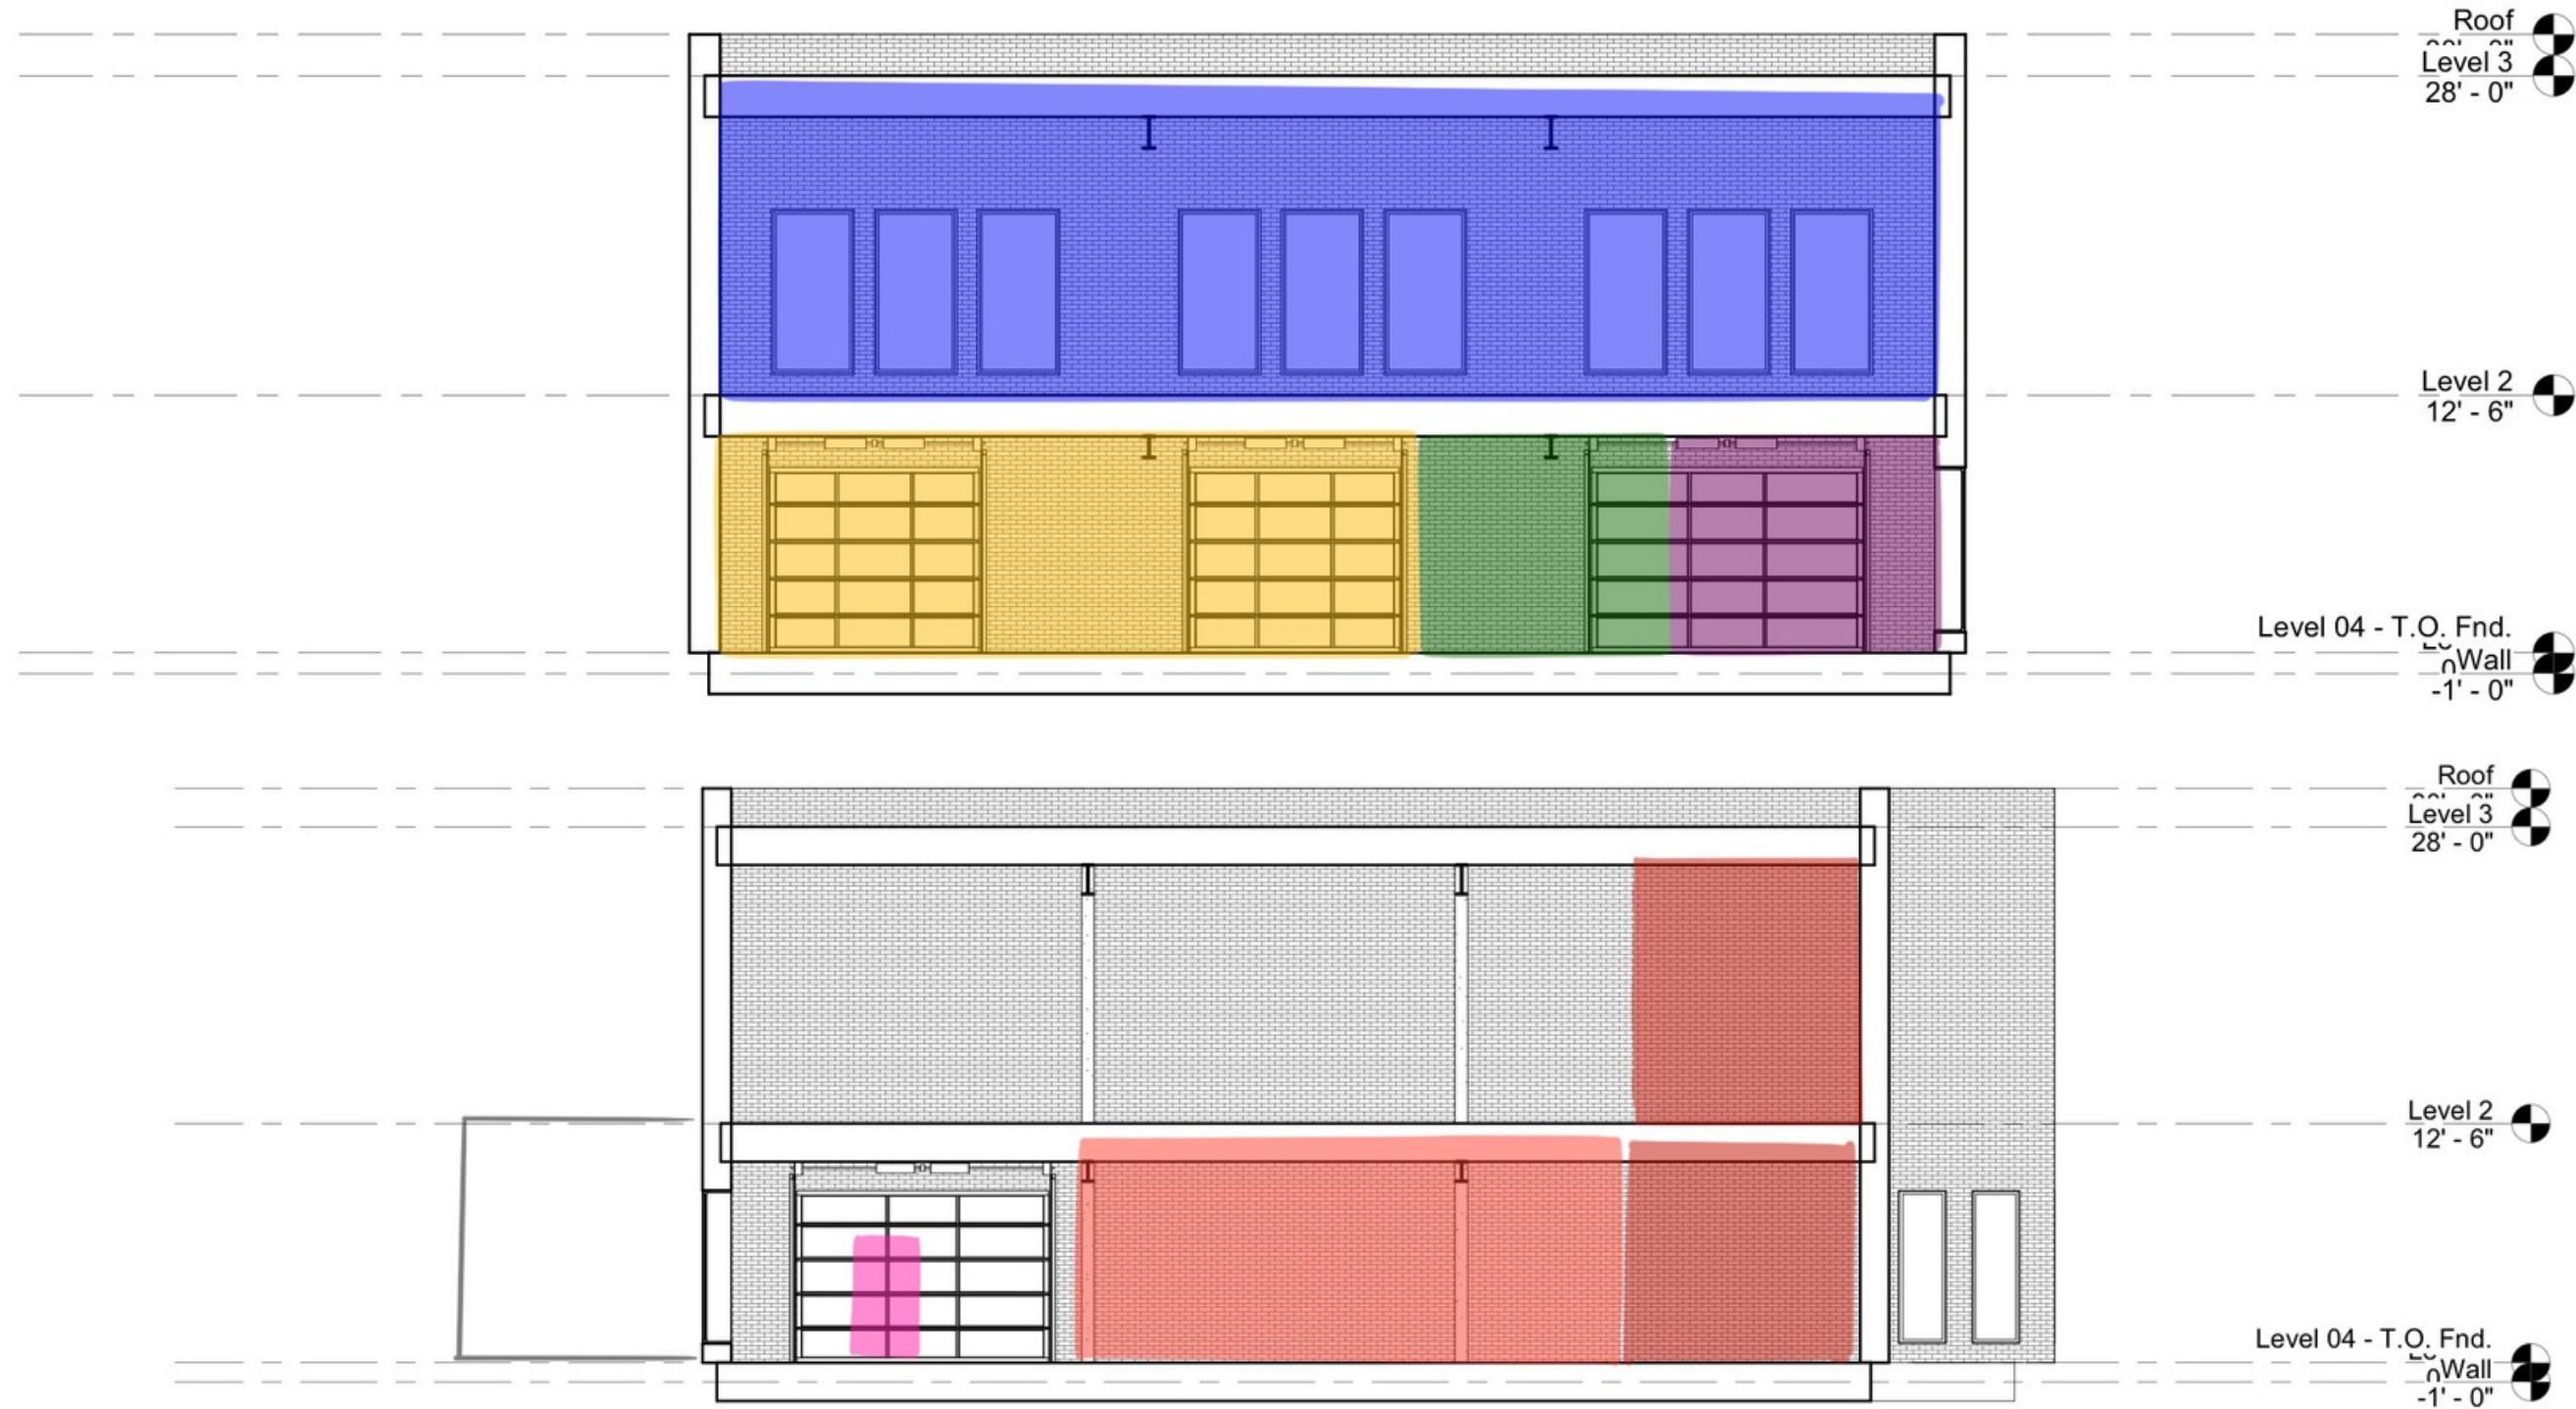 Roof
Level 3
28' - 0"
Level 2
12' - 6"
Level 04 - T.O. Fnd.
Wall
-1' - 0"
Roof
Level 3
28' - 0"
Level 2
12' - 6"
Level 04 - T.O. Fnd.
Wall
-1' - 0"